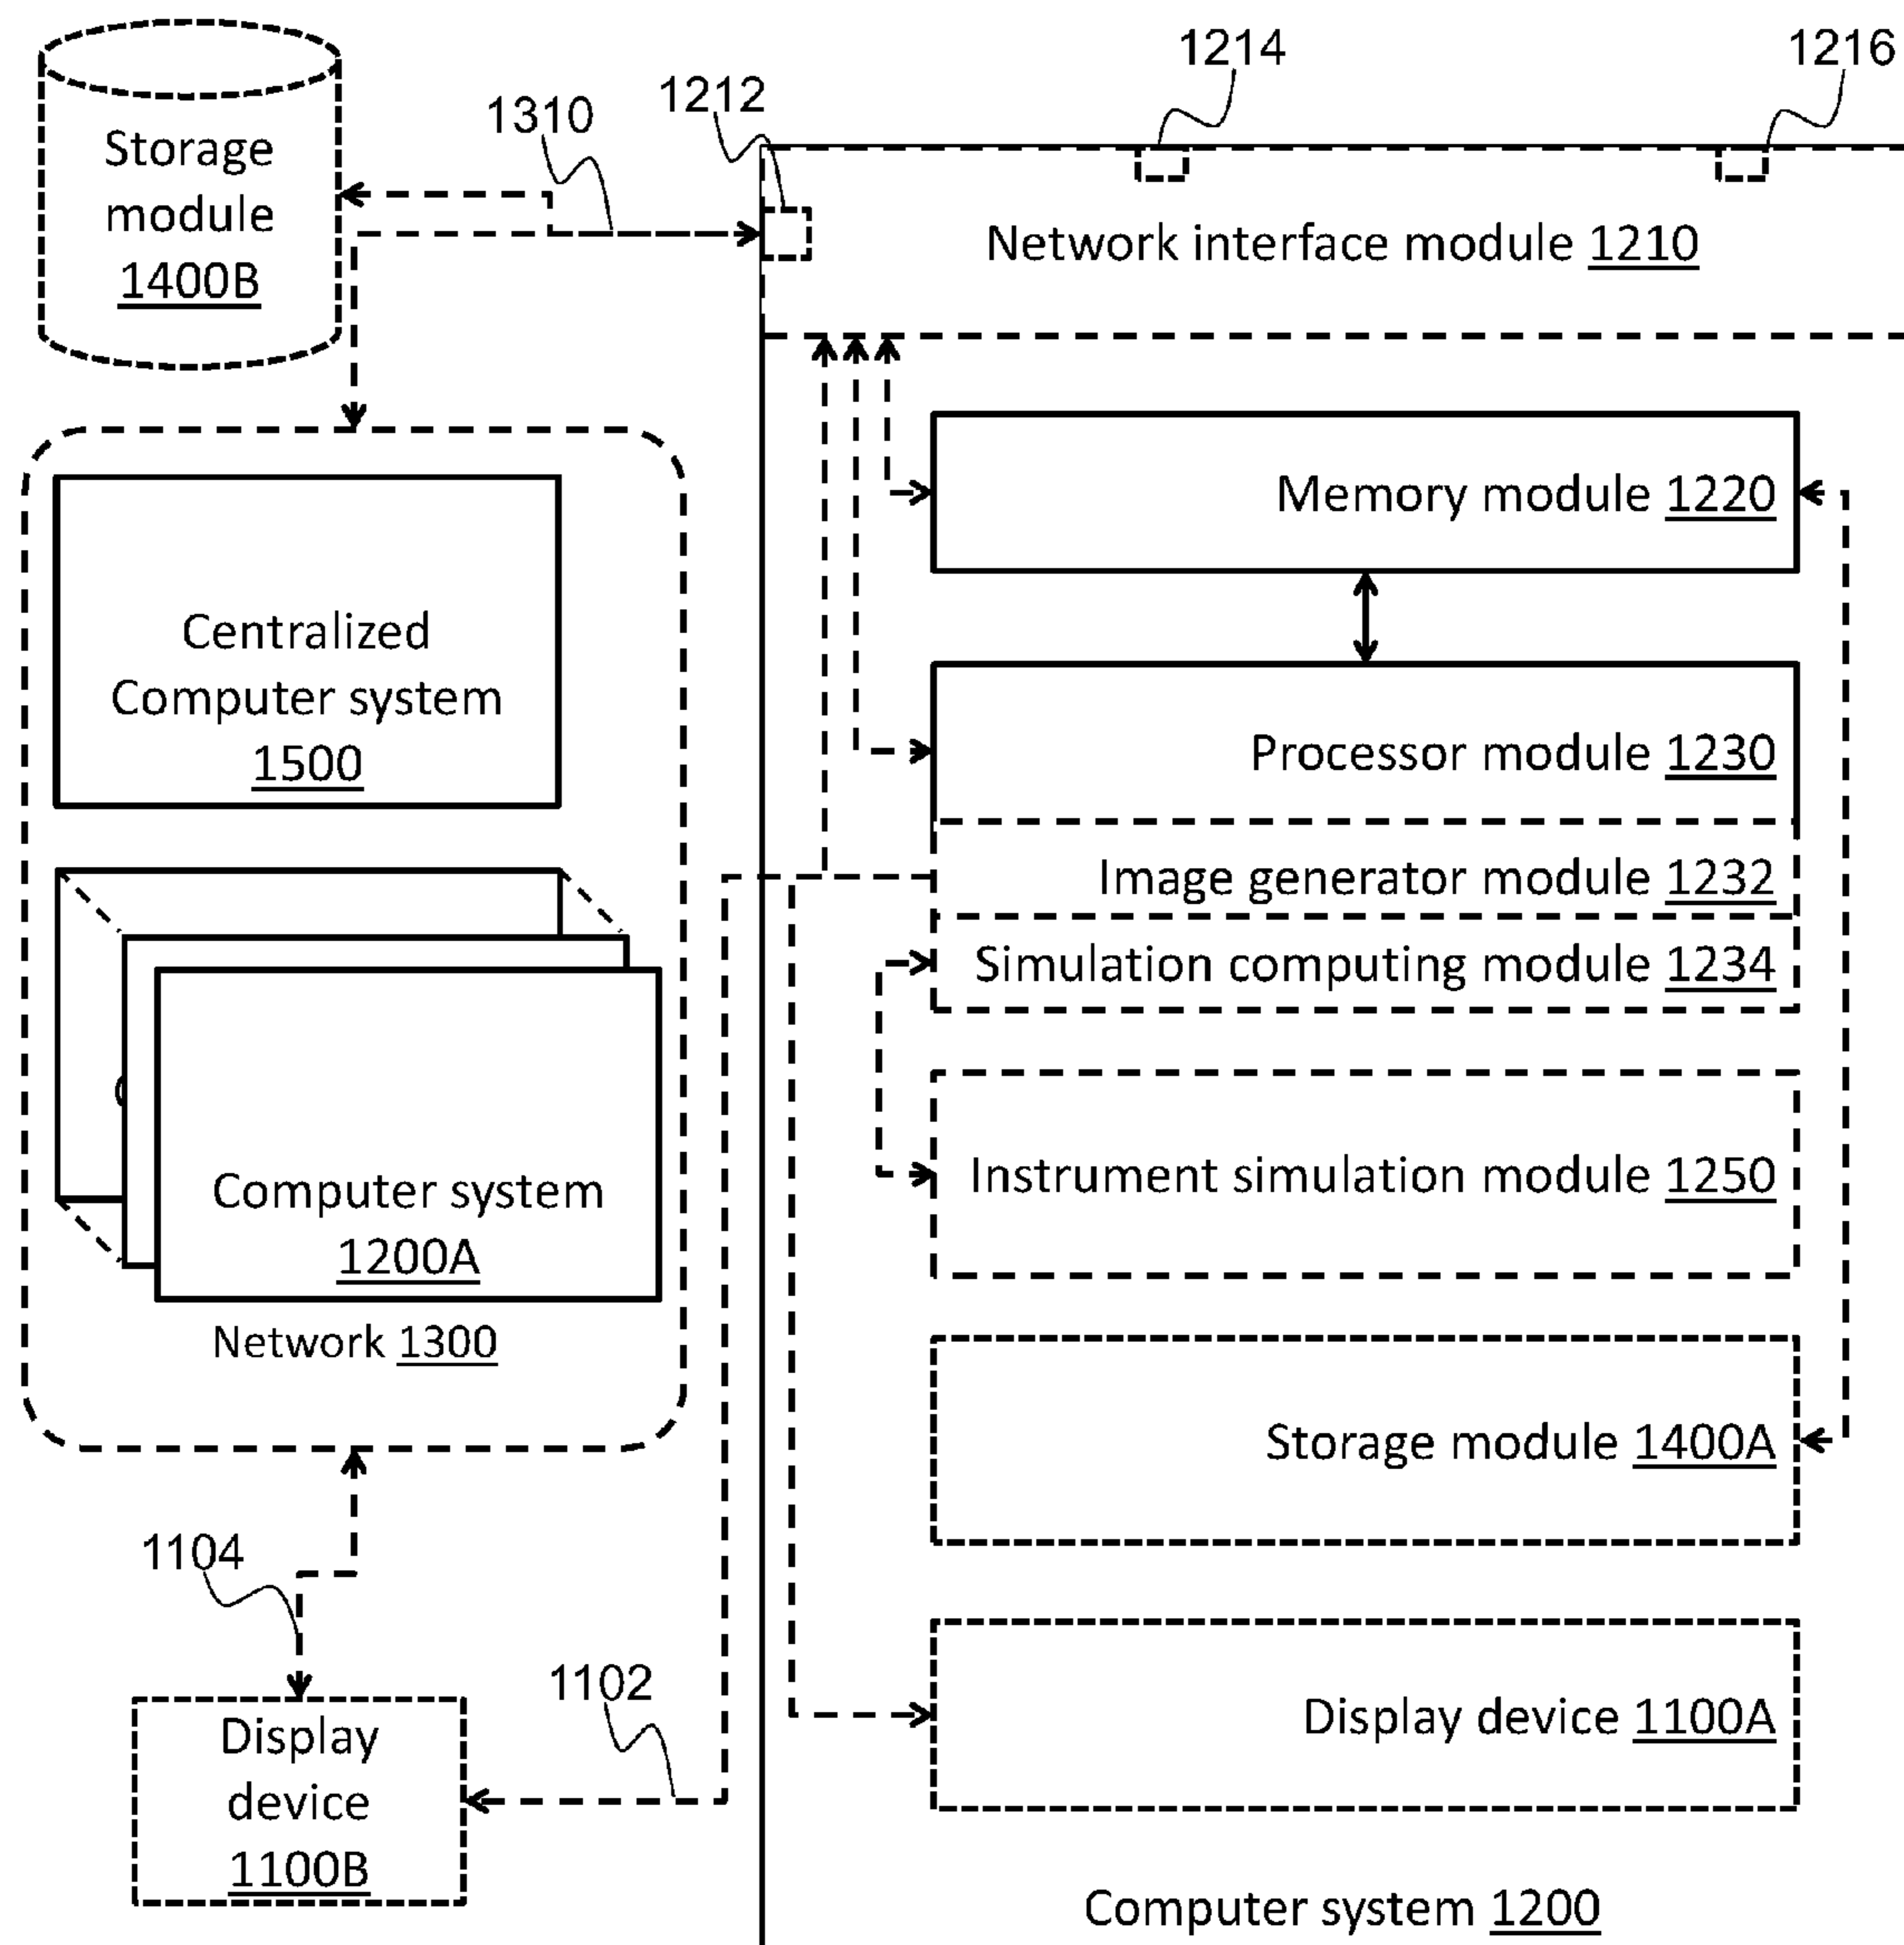 1214
1216
1212
1310
Storage
module
1400B
Network interface module 1210
Memory module 1220
Centralized
Computer system
1500
Processor module 1230
Image generator module 1232
Simulation computing module 1234
Computer system
1200A
Instrument simulation module 1250
Network 1300
Storage module 1400A
1104
1102
Display
device
1100B
Display device 1100A
Computer system 1200